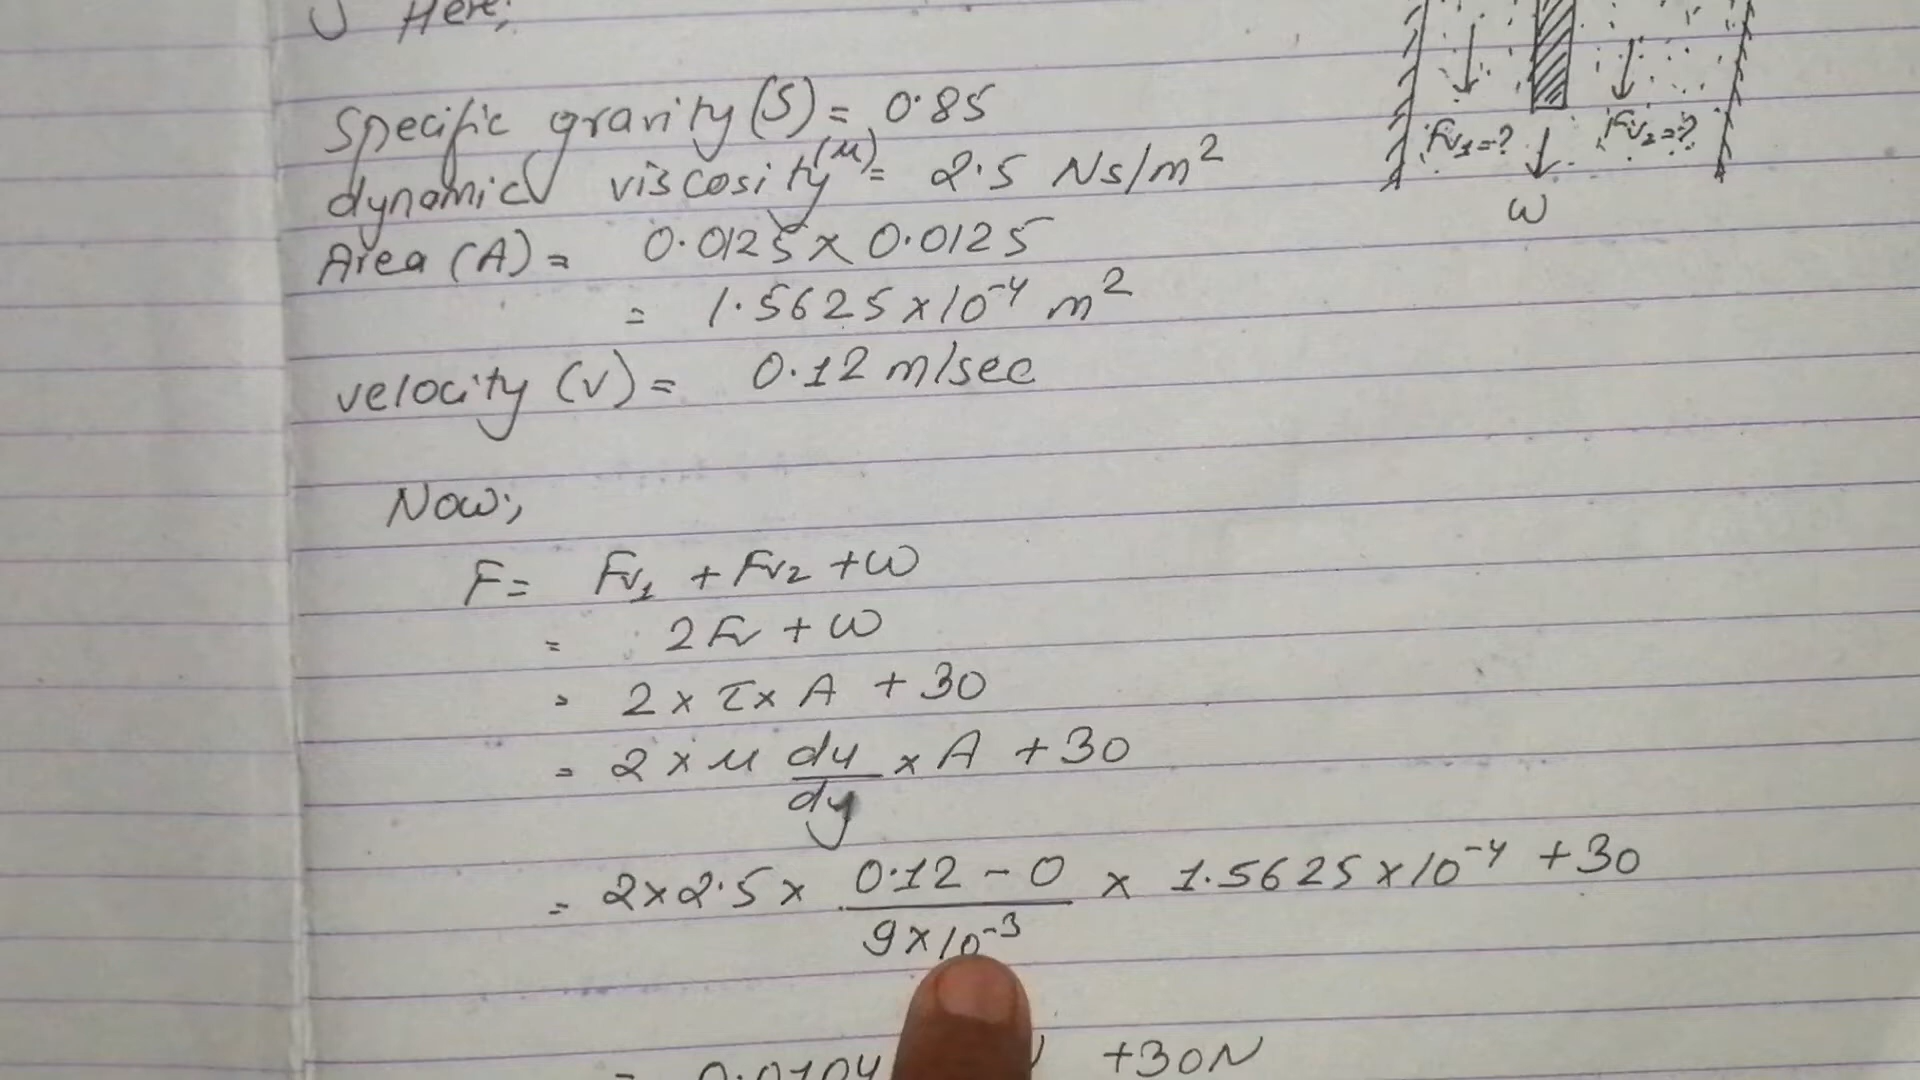 Here;
Specific gravity (S) = 0.85
dynamic viscosity (μ) = 2.5 Ns/m²
Area (A) = 0.0125 x 0.0125
= 1.5625 x 10⁻⁴ m²
velocity (v) = 0.12 m/sec
Fv₁=?
Fv₂=?
W
Now;
F = Fv₁ + Fv₂ + W
= 2Fv + W
= 2 x τ x A + 30
= 2 x μ du/dy x A + 30
= 2 x 2.5 x (0.12 - 0)/(9 x 10⁻³) x 1.5625 x 10⁻⁴ + 30
= 0.0104 +30N